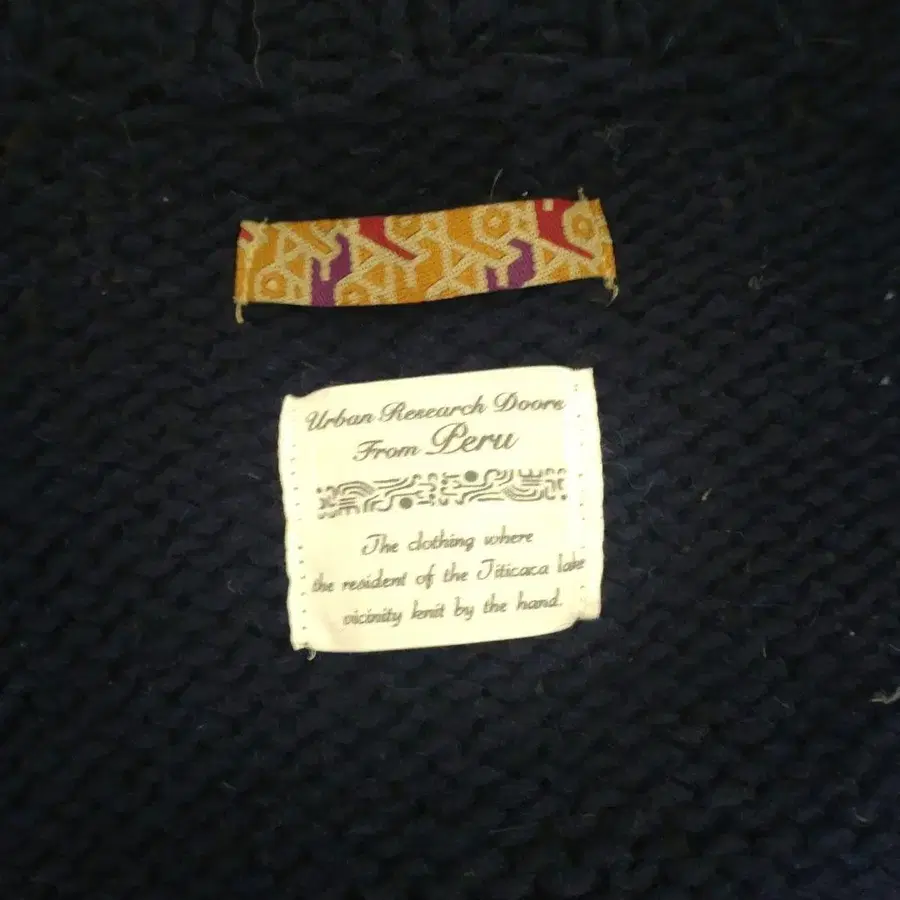 Urban Research Doors
From Peru
The clothing where
the resident of the Titicaca lake
vicinity knit by the hand.